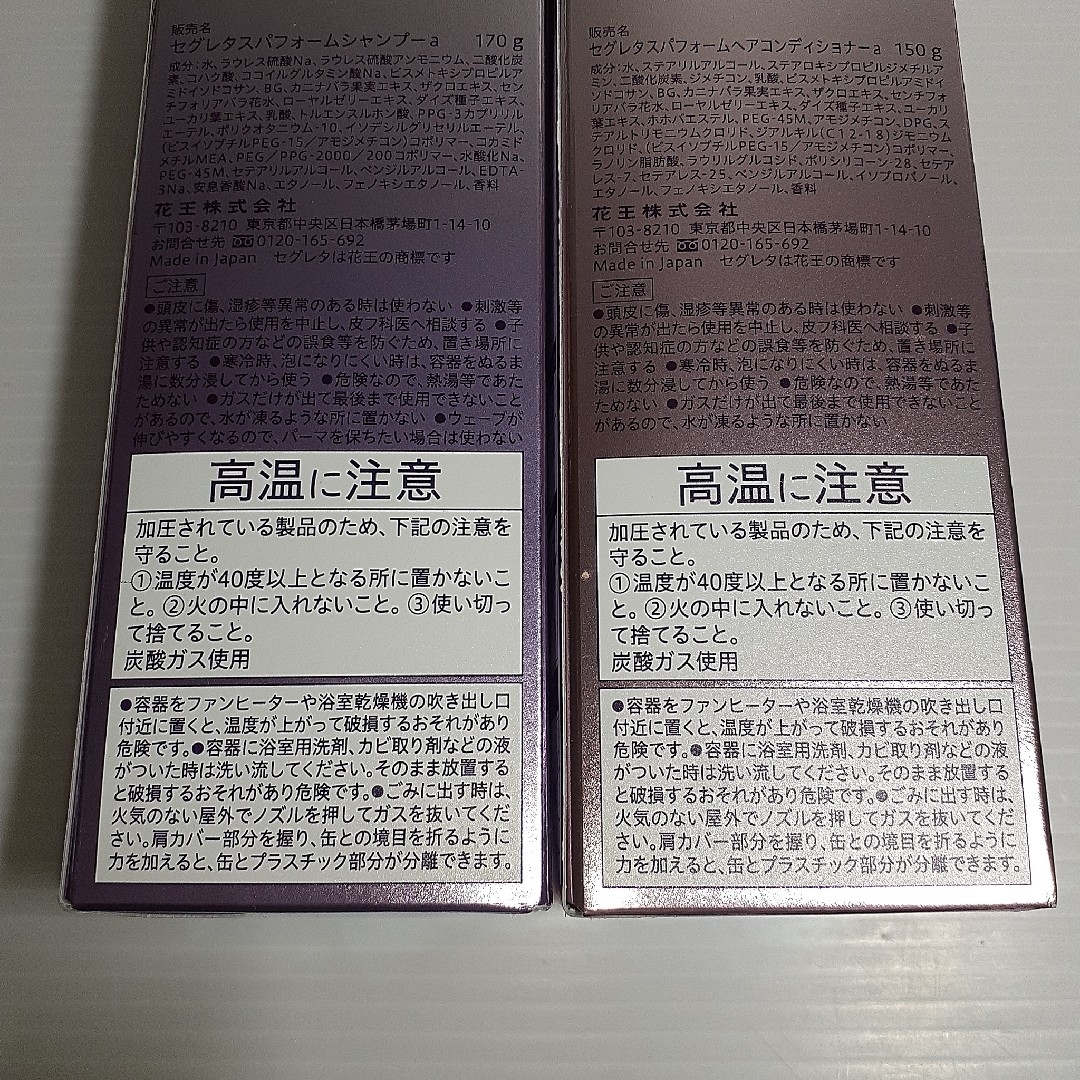 販売名
セグレタスパフォームシャンプーa 170g
成分:水、ラウレス硫酸Na、ラウレス硫酸アンモニウム、二酸化炭
素、コハク酸、ココイルグルタミン酸Na、ビスメトキシプロピルア
ミドイソドコサン、BG、カニナバラ果実エキス、ザクロエキス、セン
チフォリアバラ花水、ローヤルゼリーエキス、ダイズ種子エキス、
ユーカリ葉エキス、乳酸、トルエンスルホン酸、PPG-3カプリリル
エーテル、ポリクオタニウム-10、イソデシルグリセリルエーテル、
(ビスイソブチルPEG-15/アモジメチコン)コポリマー、コカミド
メチルMEA、PEG/PPG-2000/200コポリマー、水酸化Na、
PEG-45M、セテアリルアルコール、ベンジルアルコール、EDTA-
3Na、安息香酸Na、エタノール、フェノキシエタノール、香料
花王株式会社
〒103-8210 東京都中央区日本橋茅場町1-14-10
お問合せ先 0120-165-692
Made in Japan セグレタは花王の商標です
ご注意
●頭皮に傷、湿疹等異常のある時は使わない ●刺激等
の異常が出たら使用を中止し、皮フ科医へ相談する ●子
供や認知症の方などの誤食等を防ぐため、置き場所に
注意する ●寒冷時、泡になりにくい時は、容器をぬるま
湯に数分浸してから使う ●危険なので、熱湯等であた
ためない ●ガスだけが出て最後まで使用できないこと
があるので、水が凍るような所に置かない ●ウェーブが
伸びやすくなるので、パーマを保ちたい場合は使わない
高温に注意
加圧されている製品のため、下記の注意を
守ること。
①温度が40度以上となる所に置かないこ
と。②火の中に入れないこと。③使い切っ
て捨てること。
炭酸ガス使用
●容器をファンヒーターや浴室乾燥機の吹き出し口
付近に置くと、温度が上がって破損するおそれがあり
危険です。●容器に浴室用洗剤、カビ取り剤などの液
がついた時は洗い流してください。そのまま放置する
と破損するおそれがあり危険です。●ごみに出す時は、
火気のない屋外でノズルを押してガスを抜いてくだ
さい。肩カバー部分を握り、缶との境目を折るように
力を加えると、缶とプラスチック部分が分離できます。
販売名
セグレタスパフォームヘアコンディショナーa 150g
成分:水、ステアリルアルコール、ステアロキシプロピルジメチルア
ミン、二酸化炭素、ジメチコン、乳酸、ビスメトキシプロピルアミドイ
ソドコサン、BG、カニナバラ果実エキス、ザクロエキス、センチフォ
リアバラ花水、ローヤルゼリーエキス、ダイズ種子エキス、ユーカリ
葉エキス、ホホバエステル、PEG-45M、アモジメチコン、DPG、ス
テアルトリモニウムクロリド、ジアルキル(C12-18)ジモニウム
クロリド、(ビスイソブチルPEG-15/アモジメチコン)コポリマー、
ラノリン脂肪酸、ラウリルグルコシド、ポリシリコーン-28、セテア
レス-7、セテアレス-25、ベンジルアルコール、イソプロパノール、
エタノール、フェノキシエタノール、香料
花王株式会社
〒103-8210 東京都中央区日本橋茅場町1-14-10
お問合せ先 0120-165-692
Made in Japan セグレタは花王の商標です
ご注意
●頭皮に傷、湿疹等異常のある時は使わない ●刺激等
の異常が出たら使用を中止し、皮フ科医へ相談する ●子
供や認知症の方などの誤食等を防ぐため、置き場所に
注意する ●寒冷時、泡になりにくい時は、容器をぬるま
湯に数分浸してから使う ●危険なので、熱湯等であた
ためない ●ガスだけが出て最後まで使用できないこと
があるので、水が凍るような所に置かない
高温に注意
加圧されている製品のため、下記の注意を
守ること。
①温度が40度以上となる所に置かないこ
と。②火の中に入れないこと。③使い切っ
て捨てること。
炭酸ガス使用
●容器をファンヒーターや浴室乾燥機の吹き出し口
付近に置くと、温度が上がって破損するおそれがあり
危険です。●容器に浴室用洗剤、カビ取り剤などの液
がついた時は洗い流してください。そのまま放置する
と破損するおそれがあり危険です。●ごみに出す時は、
火気のない屋外でノズルを押してガスを抜いてくだ
さい。肩カバー部分を握り、缶との境目を折るように
力を加えると、缶とプラスチック部分が分離できます。